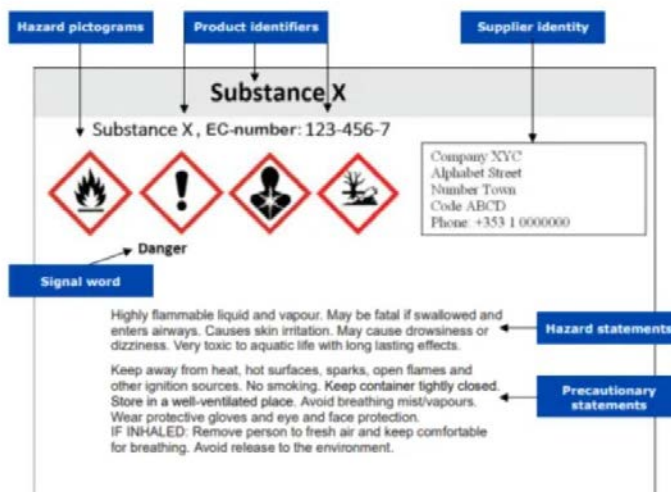 Hazard pictograms
Product identifiers
Supplier identity
Substance X
Substance X, EC-number: 123-456-7
Company XYC
Alphabet Street
Number Town
Code ABCD
Phone: +353 1 0000000
Danger
Signal word
Highly flammable liquid and vapour. May be fatal if swallowed and
enters airways. Causes skin irritation. May cause drowsiness or
dizziness. Very toxic to aquatic life with long lasting effects.
Hazard statements
Keep away from heat, hot surfaces, sparks, open flames and
other ignition sources. No smoking. Keep container tightly closed.
Store in a well-ventilated place. Avoid breathing mist/vapours.
Wear protective gloves and eye and face protection.
IF INHALED: Remove person to fresh air and keep comfortable
for breathing. Avoid release to the environment.
Precautionary
statements